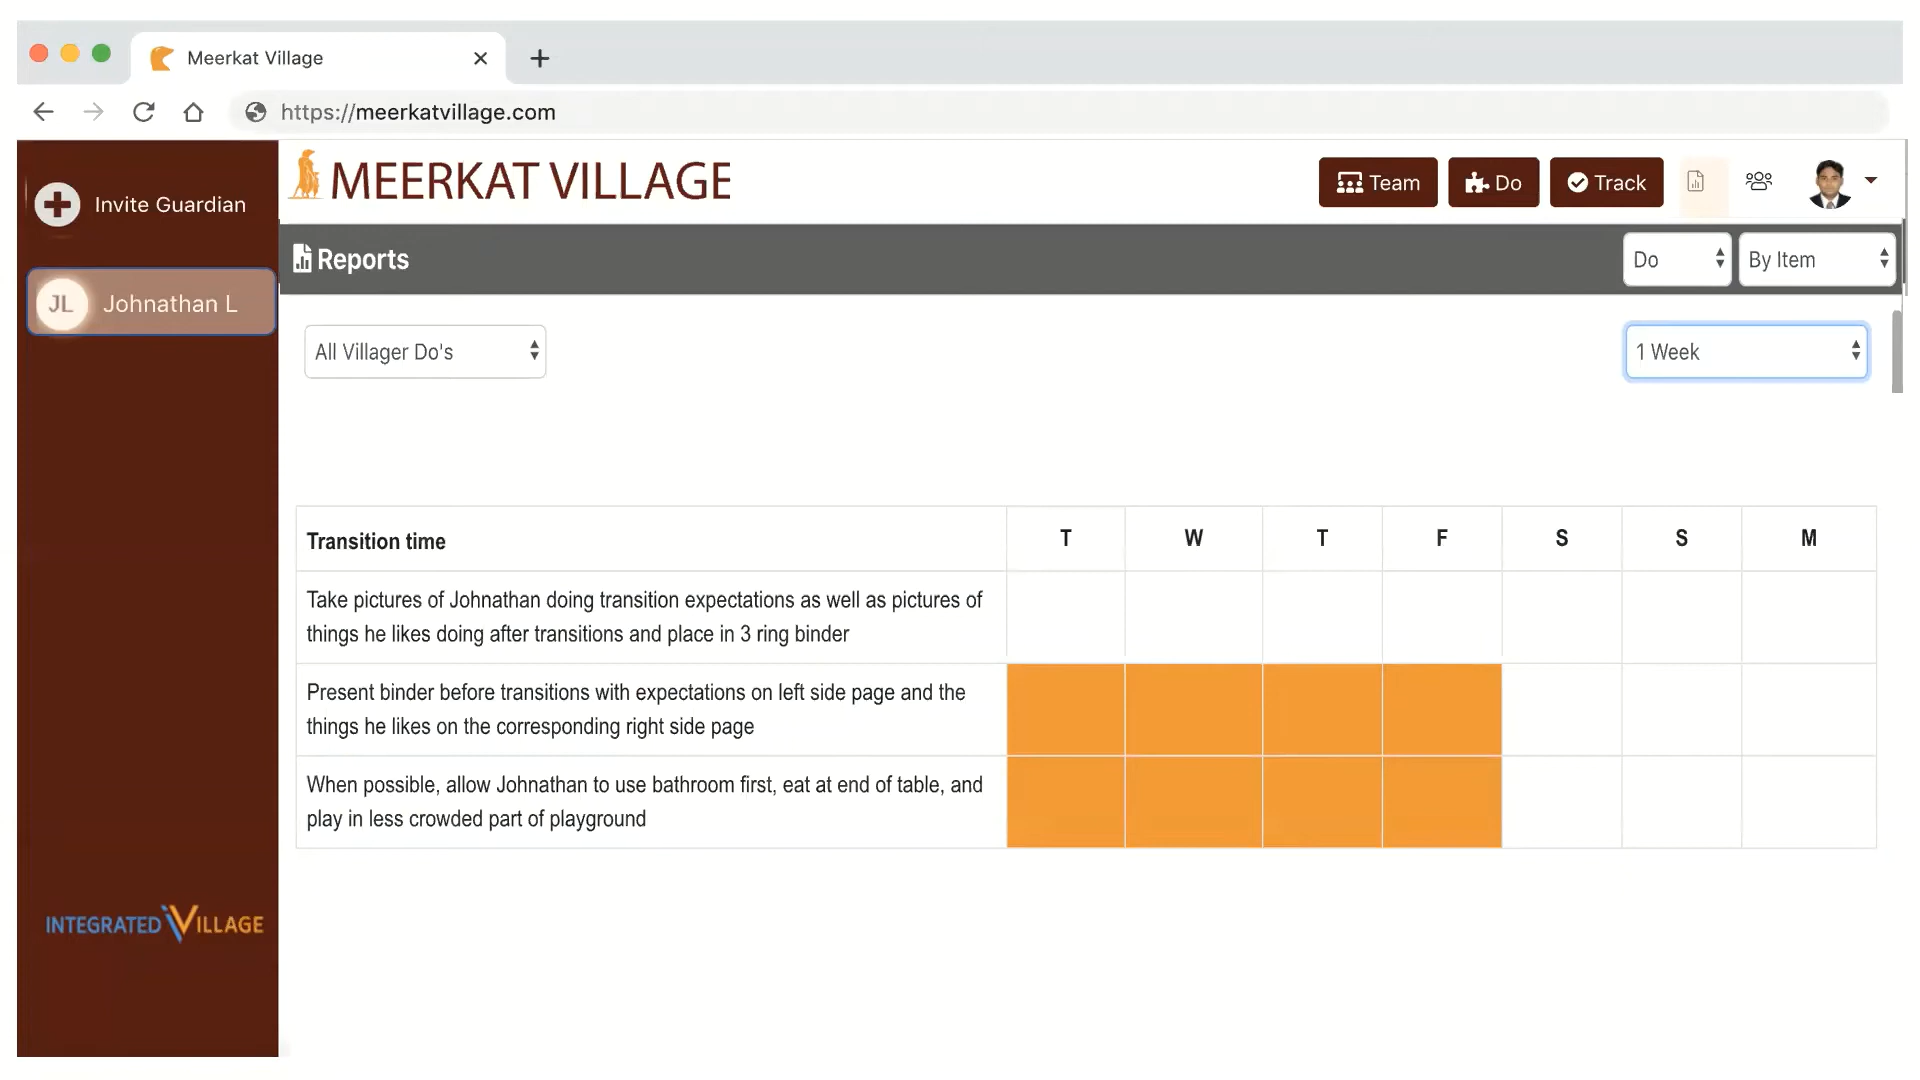 Meerkat Village
https://meerkatvillage.com
Invite Guardian
JL Johnathan L
INTEGRATED VILLAGE
MEERKAT VILLAGE
Team Do Track
Reports
Do By Item
All Villager Do's 1 Week
Transition time T W T F S S M
Take pictures of Johnathan doing transition expectations as well as pictures of
things he likes doing after transitions and place in 3 ring binder
Present binder before transitions with expectations on left side page and the
things he likes on the corresponding right side page
When possible, allow Johnathan to use bathroom first, eat at end of table, and
play in less crowded part of playground